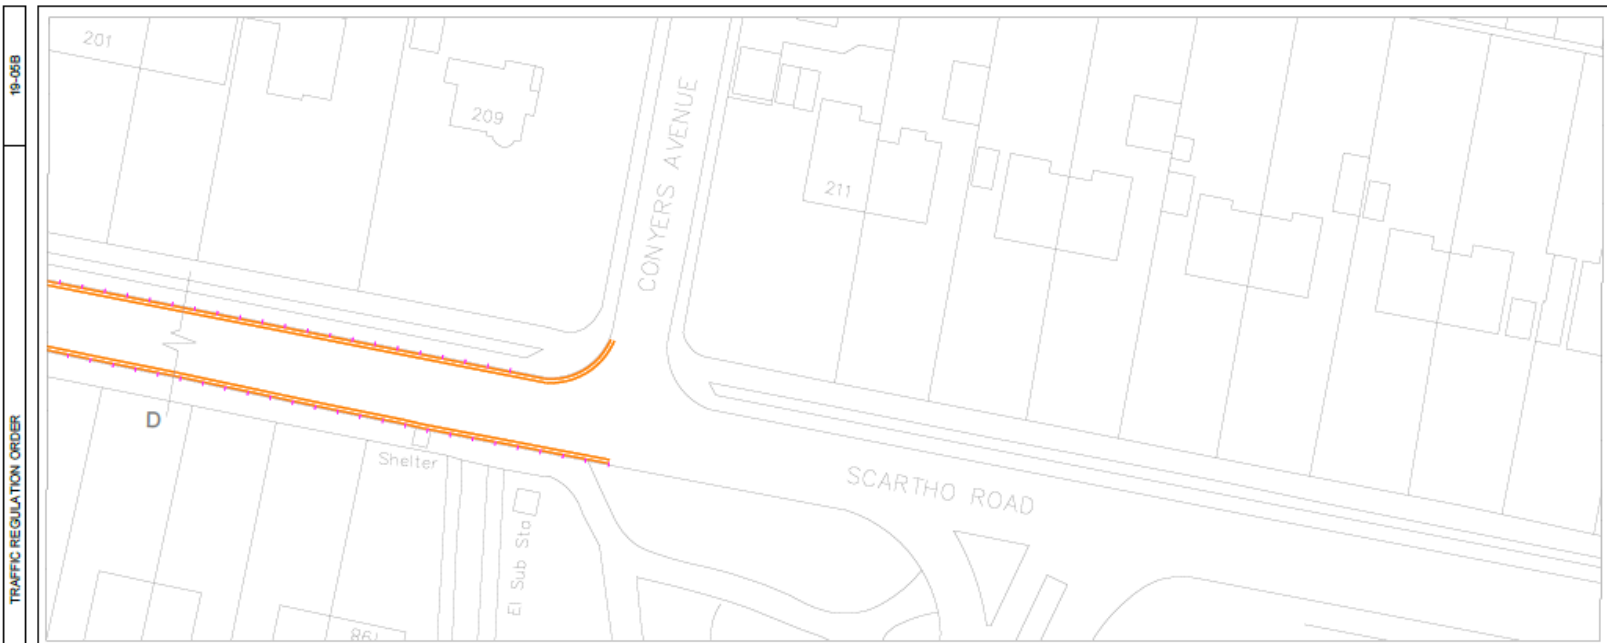 19-05B
TRAFFIC REGULATION ORDER
201
209
CONYERS AVENUE
211
D
Shelter
SCARTHO ROAD
El Sub Sta